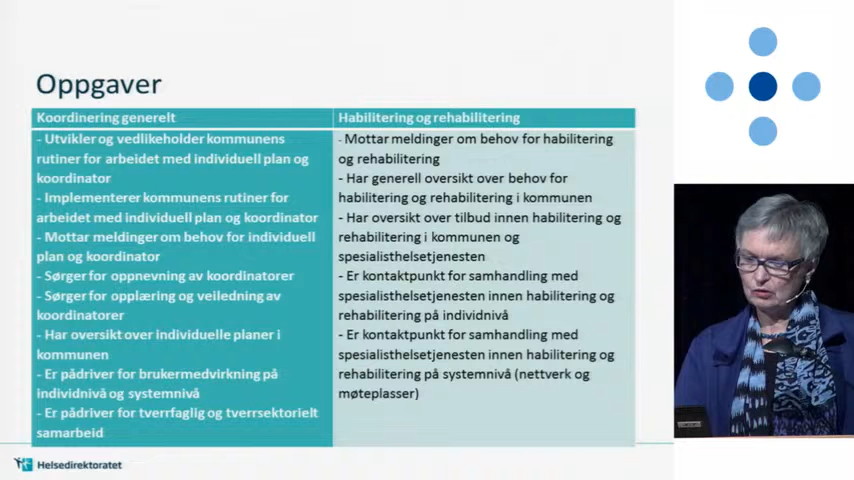 Oppgaver
Koordinering generelt
- Utvikler og vedlikeholder kommunens
rutiner for arbeidet med individuell plan og
koordinator
- Implementerer kommunens rutiner for
arbeidet med individuell plan og koordinator
- Mottar meldinger om behov for individuell
plan og koordinator
- Sørger for oppnevning av koordinatorer
- Sørger for opplæring og veiledning av
koordinatorer
- Har oversikt over individuelle planer i
kommunen
- Er pådriver for brukermedvirkning på
individnivå og systemnivå
- Er pådriver for tverrfaglig og tverrsektorielt
samarbeid
Habilitering og rehabilitering
- Mottar meldinger om behov for habilitering
og rehabilitering
- Har generell oversikt over behov for
habilitering og rehabilitering i kommunen
- Har oversikt over tilbud innen habilitering og
rehabilitering i kommunen og
spesialisthelsetjenesten
- Er kontaktpunkt for samhandling med
spesialisthelsetjenesten innen habilitering og
rehabilitering på individnivå
- Er kontaktpunkt for samhandling med
spesialisthelsetjenesten innen habilitering og
rehabilitering på systemnivå (nettverk og
møteplasser)
Helsedirektoratet